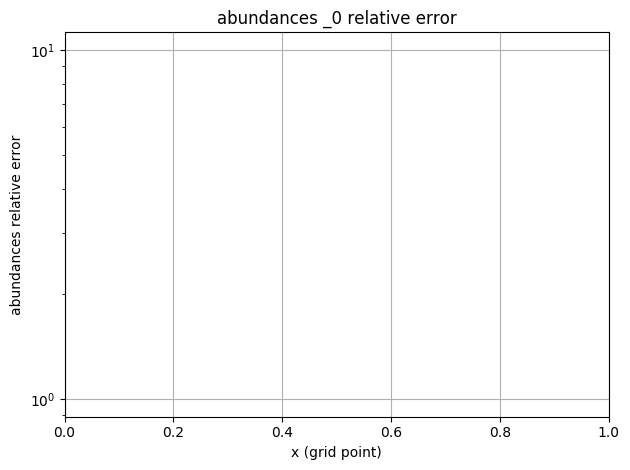 abundances _0 relative error
abundances relative error
10¹
10⁰
0.0 0.2 0.4 0.6 0.8 1.0
x (grid point)